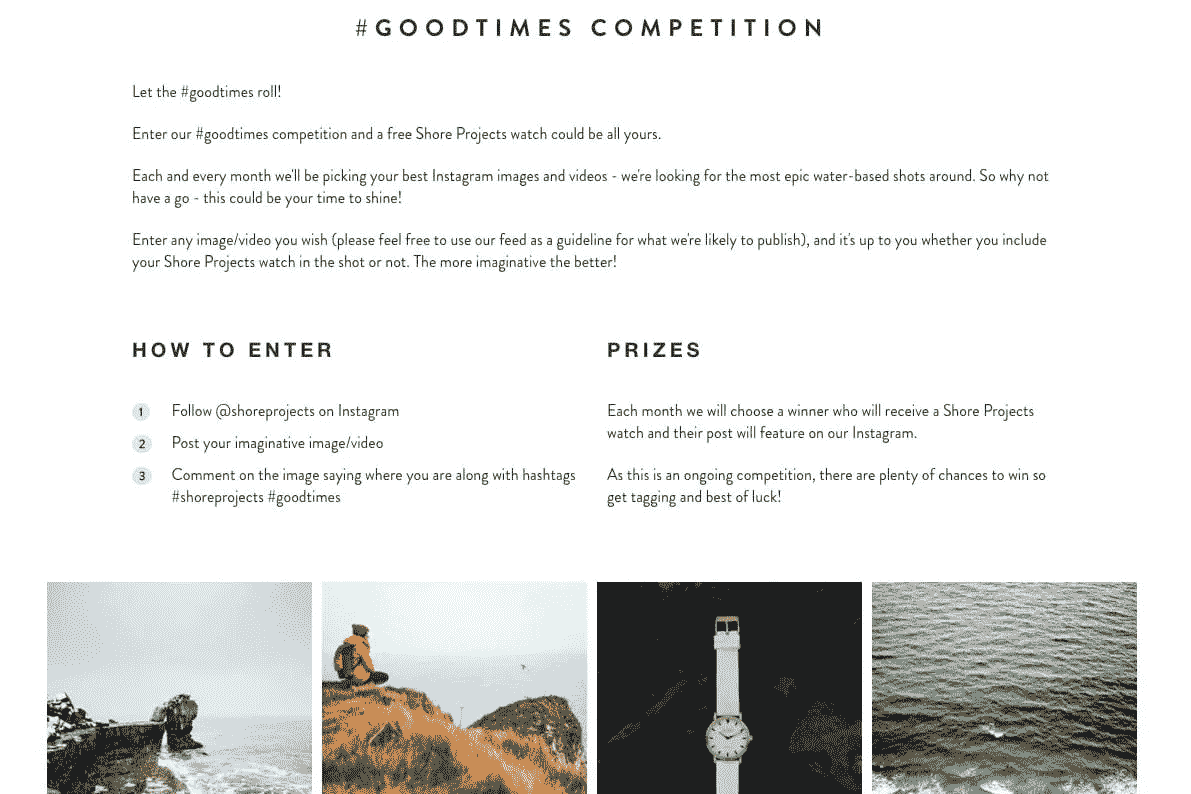 #GOODTIMES COMPETITION
Let the #goodtimes roll!
Enter our #goodtimes competition and a free Shore Projects watch could be all yours.
Each and every month we'll be picking your best Instagram images and videos - we're looking for the most epic water-based shots around. So why not
have a go - this could be your time to shine!
Enter any image/video you wish (please feel free to use our feed as a guideline for what we're likely to publish), and it's up to you whether you include
your Shore Projects watch in the shot or not. The more imaginative the better!
HOW TO ENTER
1 Follow @shoreprojects on Instagram
2 Post your imaginative image/video
3 Comment on the image saying where you are along with hashtags
#shoreprojects #goodtimes
PRIZES
Each month we will choose a winner who will receive a Shore Projects
watch and their post will feature on our Instagram.
As this is an ongoing competition, there are plenty of chances to win so
get tagging and best of luck!